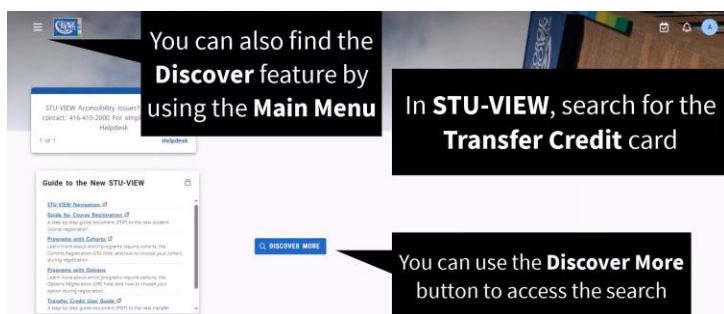 You can also find the
Discover feature by
using the Main Menu
A
In STU-VIEW, search for the
Transfer Credit card
STU-VIEW Accessibility issues?
contact: 416-415-2000 For empl
Helpdesk
1 of 1
Helpdesk
Guide to the New STU-VIEW
STU-VIEW Navigation
Guide for Course Registration
A step-by-step guide document (PDF) to the new student
course registration
Programs with Cohorts
Learn more about which programs require cohorts, the
Cohorts Registration (CR) hold, and how to choose your cohort
during registration
Programs with Options
Learn more about which programs require options, the
Options Registration (OR) hold, and how to choose your
option during registration
Transfer Credit User Guide
A step-by-step guide document (PDF) to the new transfer
DISCOVER MORE
You can use the Discover More
button to access the search